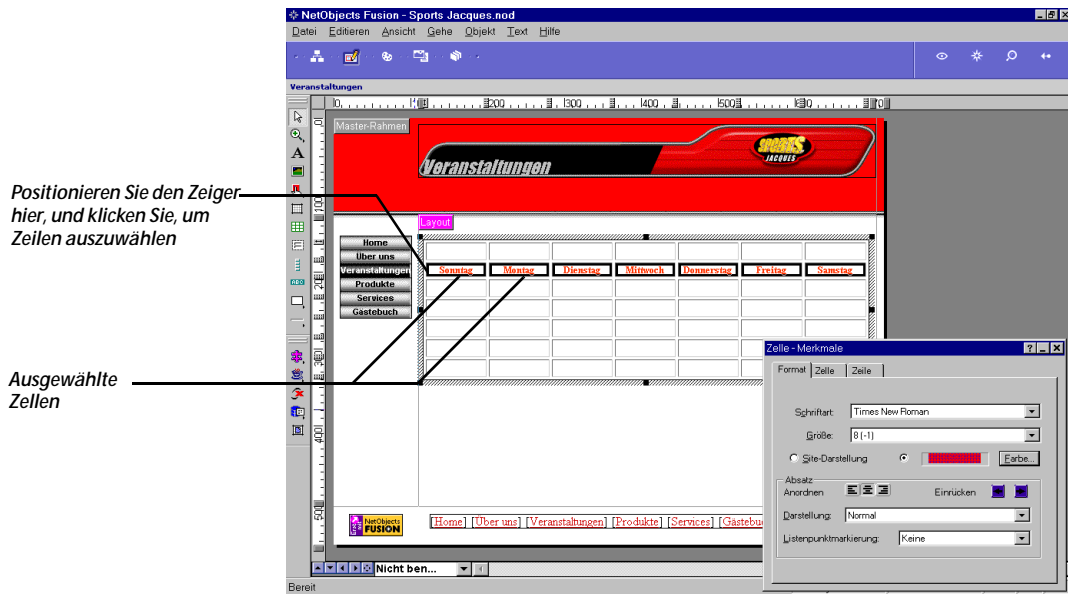 NetObjects Fusion - Sports Jacques.nod
Datei Editieren Ansicht Gehe Objekt Text Hilfe
Veranstaltungen
Master-Rahmen
Veranstaltungen
SPORTS
JACQUES
Positionieren Sie den Zeiger
hier, und klicken Sie, um
Zeilen auszuwählen
Layout
Home
Über uns
Veranstaltungen
Produkte
Services
Gästebuch
Sonntag Montag Dienstag Mittwoch Donnerstag Freitag Samstag
Ausgewählte
Zellen
Zelle - Merkmale
Format Zelle Zeile
Schriftart: Times New Roman
Größe: 8 (-1)
Site-Darstellung Farbe...
Absatz
Anordnen Einrücken
Darstellung: Normal
Listenpunktmarkierung: Keine
NetObjects
FUSION
[Home] [Über uns] [Veranstaltungen] [Produkte] [Services] [Gästebu
Nicht ben...
Bereit